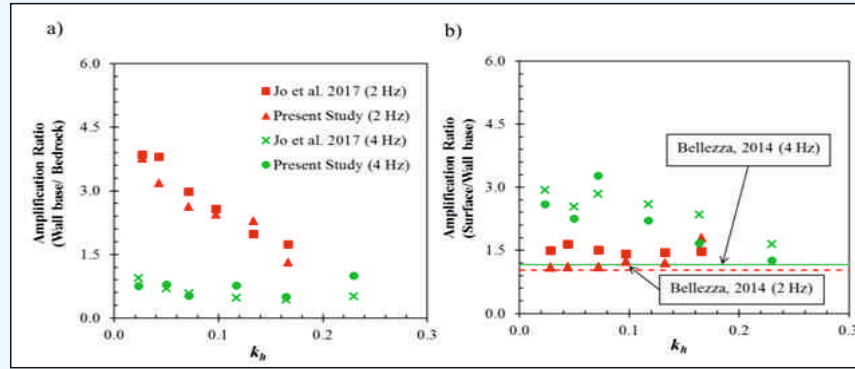 a)
Amplification Ratio
(Wall base/ Bedrock)
6.0
4.5
3.0
1.5
0.0
0.0
0.1
0.2
0.3
kh
Jo et al. 2017 (2 Hz)
Present Study (2 Hz)
Jo et al. 2017 (4 Hz)
Present Study (4 Hz)
b)
Amplification Ratio
(Surface/Wall base)
6.0
4.5
3.0
1.5
0.0
0.0
0.1
0.2
0.3
kh
Bellezza, 2014 (4 Hz)
Bellezza, 2014 (2 Hz)